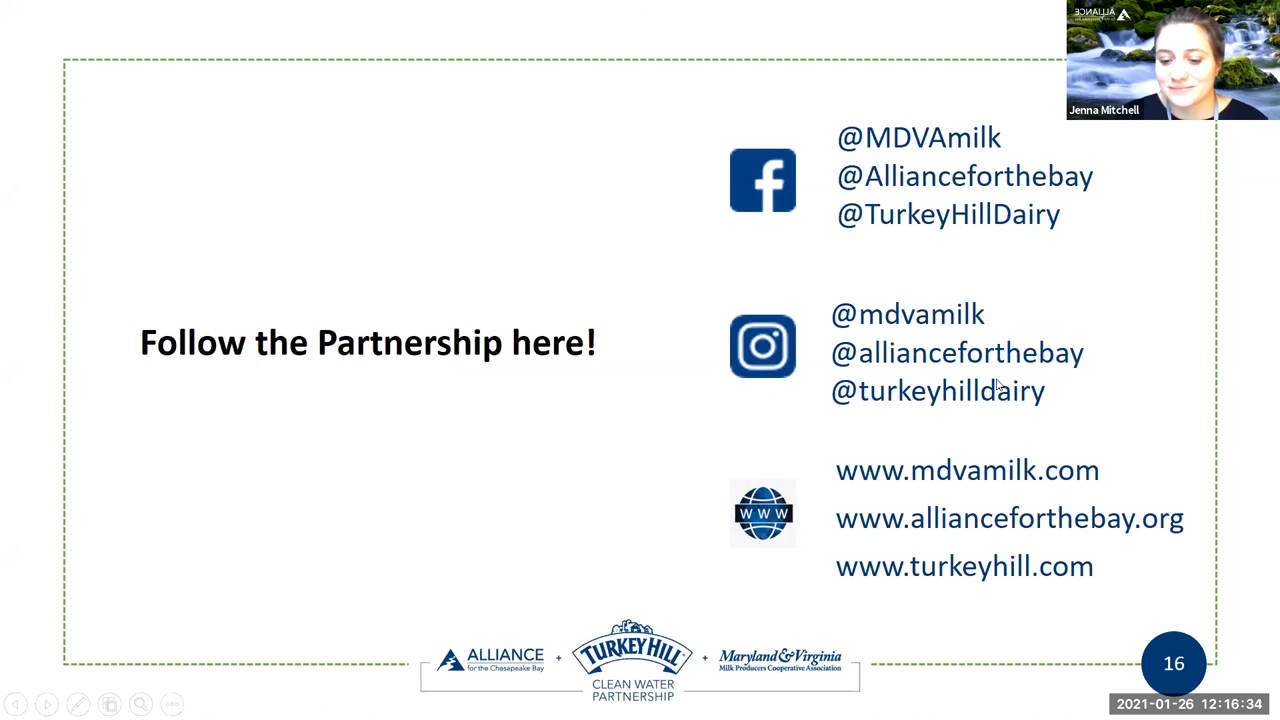 ALLIANCE
Jenna Mitchell
@MDVAmilk
@Allianceforthebay
@TurkeyHillDairy
Follow the Partnership here!
@mdvamilk
@allianceforthebay
@turkeyhilldairy
www.mdvamilk.com
WWW
www.allianceforthebay.org
www.turkeyhill.com
ALLIANCE
for the Chesapeake Bay
+
TURKEY HILL
CLEAN WATER
PARTNERSHIP
+
Maryland & Virginia
Milk Producers Cooperative Association
16
2021-01-26 12:16:34